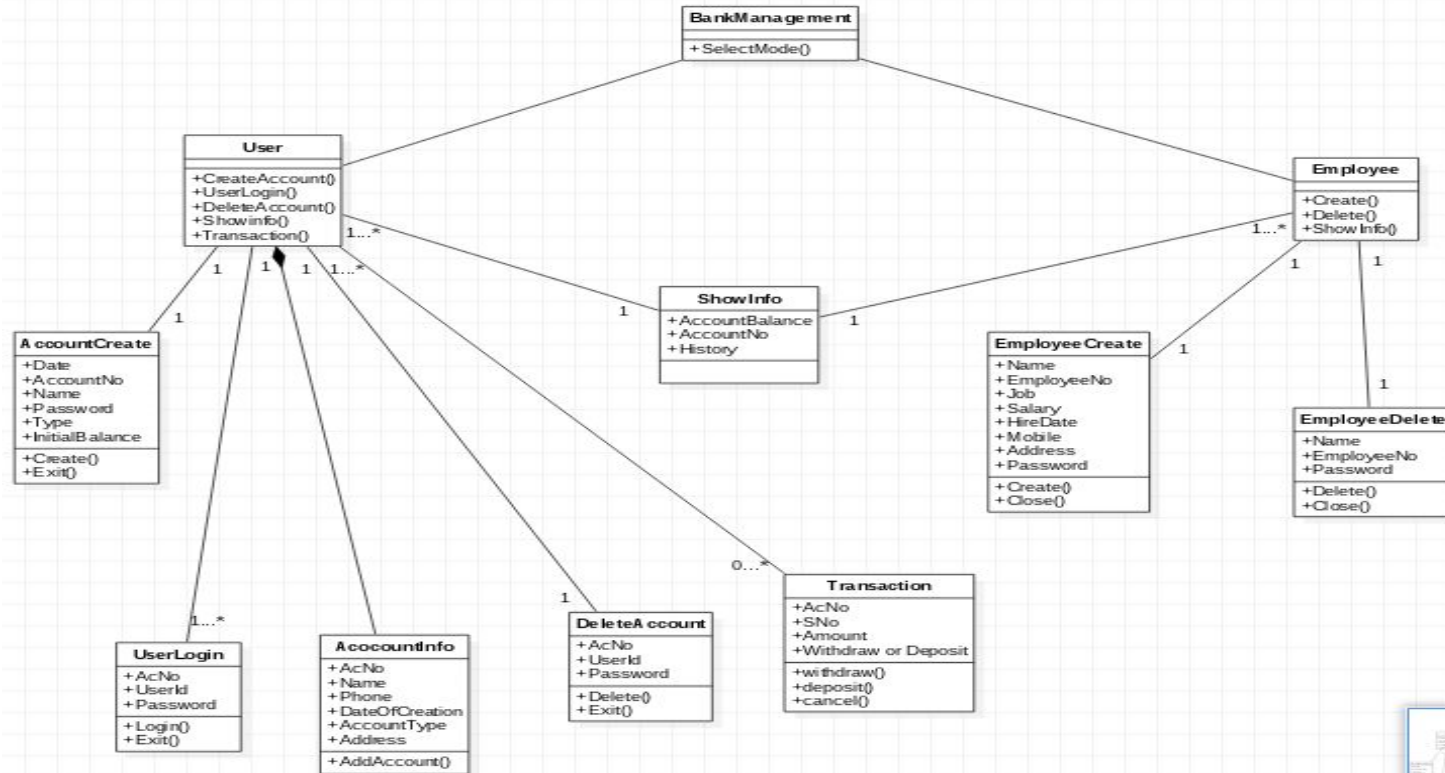 BankManagement
+SelectMode()
User
+CreateAccount()
+UserLogin()
+DeleteAccount()
+Showinfo()
+Transaction()
Employee
+Create()
+Delete()
+ShowInfo()
1...*
1...*
1
1
1
1...*
1
1
1
1
1
1
1
ShowInfo
+AccountBalance
+AccountNo
+History
AccountCreate
+Date
+AccountNo
+Name
+Password
+Type
+InitialBalance
+Create()
+Exit()
EmployeeCreate
+Name
+EmployeeNo
+Job
+Salary
+HireDate
+Mobile
+Address
+Password
+Create()
+Close()
EmployeeDelete
+Name
+EmployeeNo
+Password
+Delete()
+Close()
1...*
1
0...*
UserLogin
+AcNo
+UserId
+Password
+Login()
+Exit()
AcocountInfo
+AcNo
+Name
+Phone
+DateOfCreation
+AccountType
+Address
+AddAccount()
DeleteAccount
+AcNo
+UserId
+Password
+Delete()
+Exit()
Transaction
+AcNo
+SNo
+Amount
+Withdraw or Deposit
+withdraw()
+deposit()
+cancel()